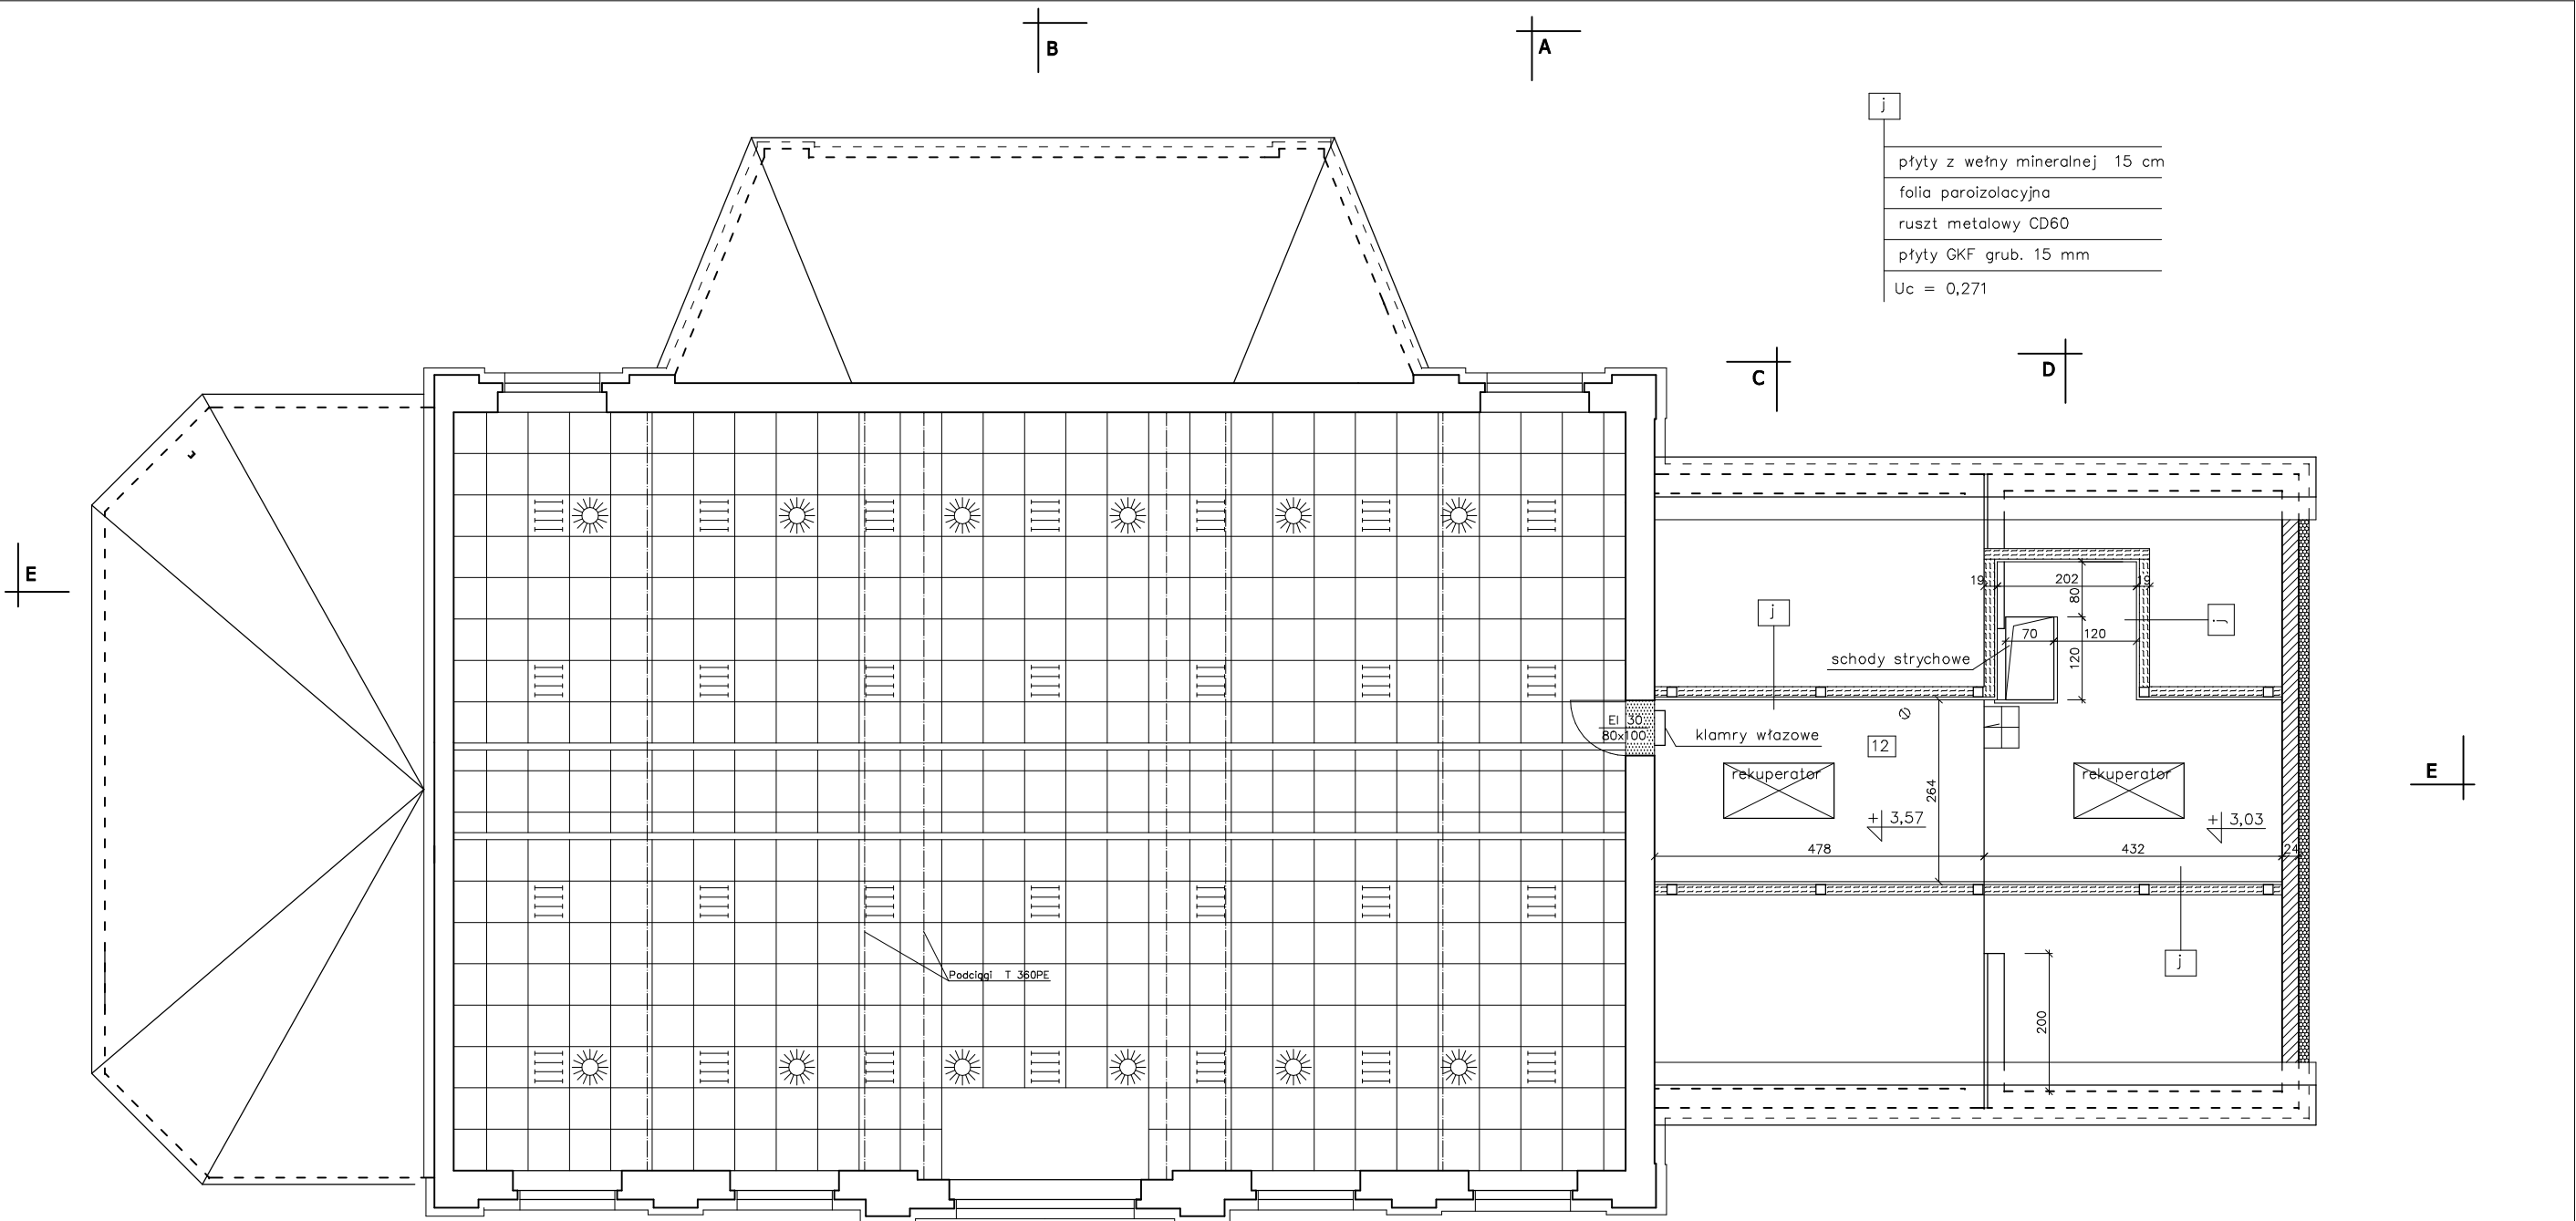 B
A
j
płyty z wełny mineralnej 15 cm
folia paroizolacyjna
ruszt metalowy CD60
płyty GKF grub. 15 mm
Uc = 0,271
C
D
E
19
202
19
80
j
j
70
120
120
schody strychowe
EI 30
80x100
klamry włazowe
12
rekuperator
rekuperator
264
+ 3,57
+ 3,03
E
478
432
24
Podciągi T 360PE
j
200